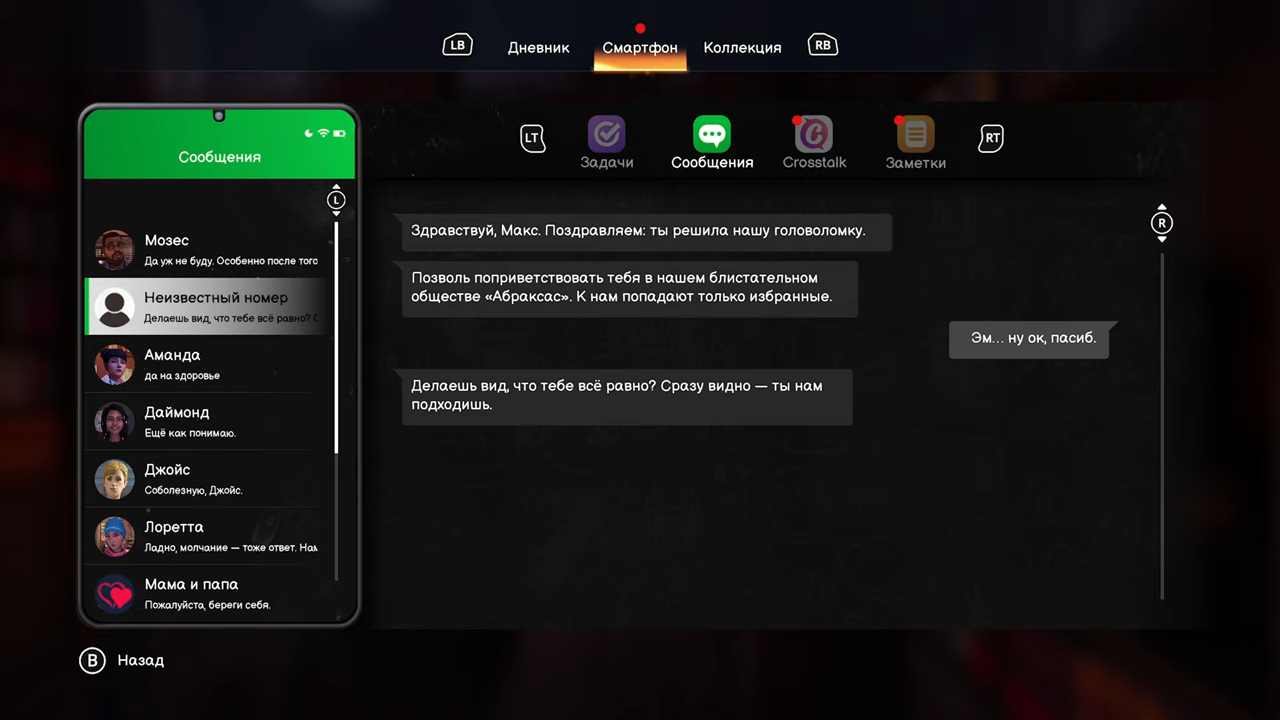 LB
Дневник
Смартфон
Коллекция
RB
Сообщения
L
Мозес
Да уж не буду. Особенно после того
Неизвестный номер
Делаешь вид, что тебе всё равно?
Аманда
да на здоровье
Даймонд
Ещё как понимаю.
Джойс
Соболезную, Джойс.
Лоретта
Ладно, молчание — тоже ответ. Нам
Мама и папа
Пожалуйста, береги себя.
LT
Задачи
Сообщения
Crosstalk
Заметки
RT
R
Здравствуй, Макс. Поздравляем: ты решила нашу головоломку.
Позволь поприветствовать тебя в нашем блистательном
обществе «Абраксас». К нам попадают только избранные.
Эм... ну ок, пасиб.
Делаешь вид, что тебе всё равно? Сразу видно — ты нам
подходишь.
B Назад